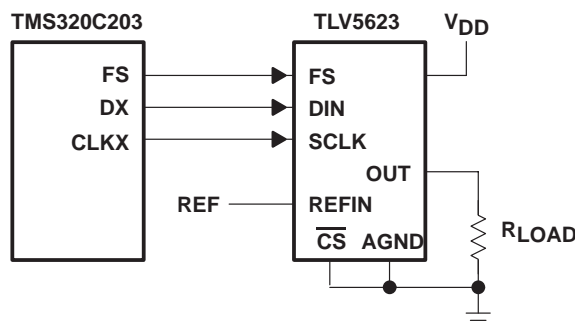 TMS320C203
TLV5623
VDD
FS
FS
DX
DIN
CLKX
SCLK
OUT
REF
REFIN
RLOAD
CS
AGND